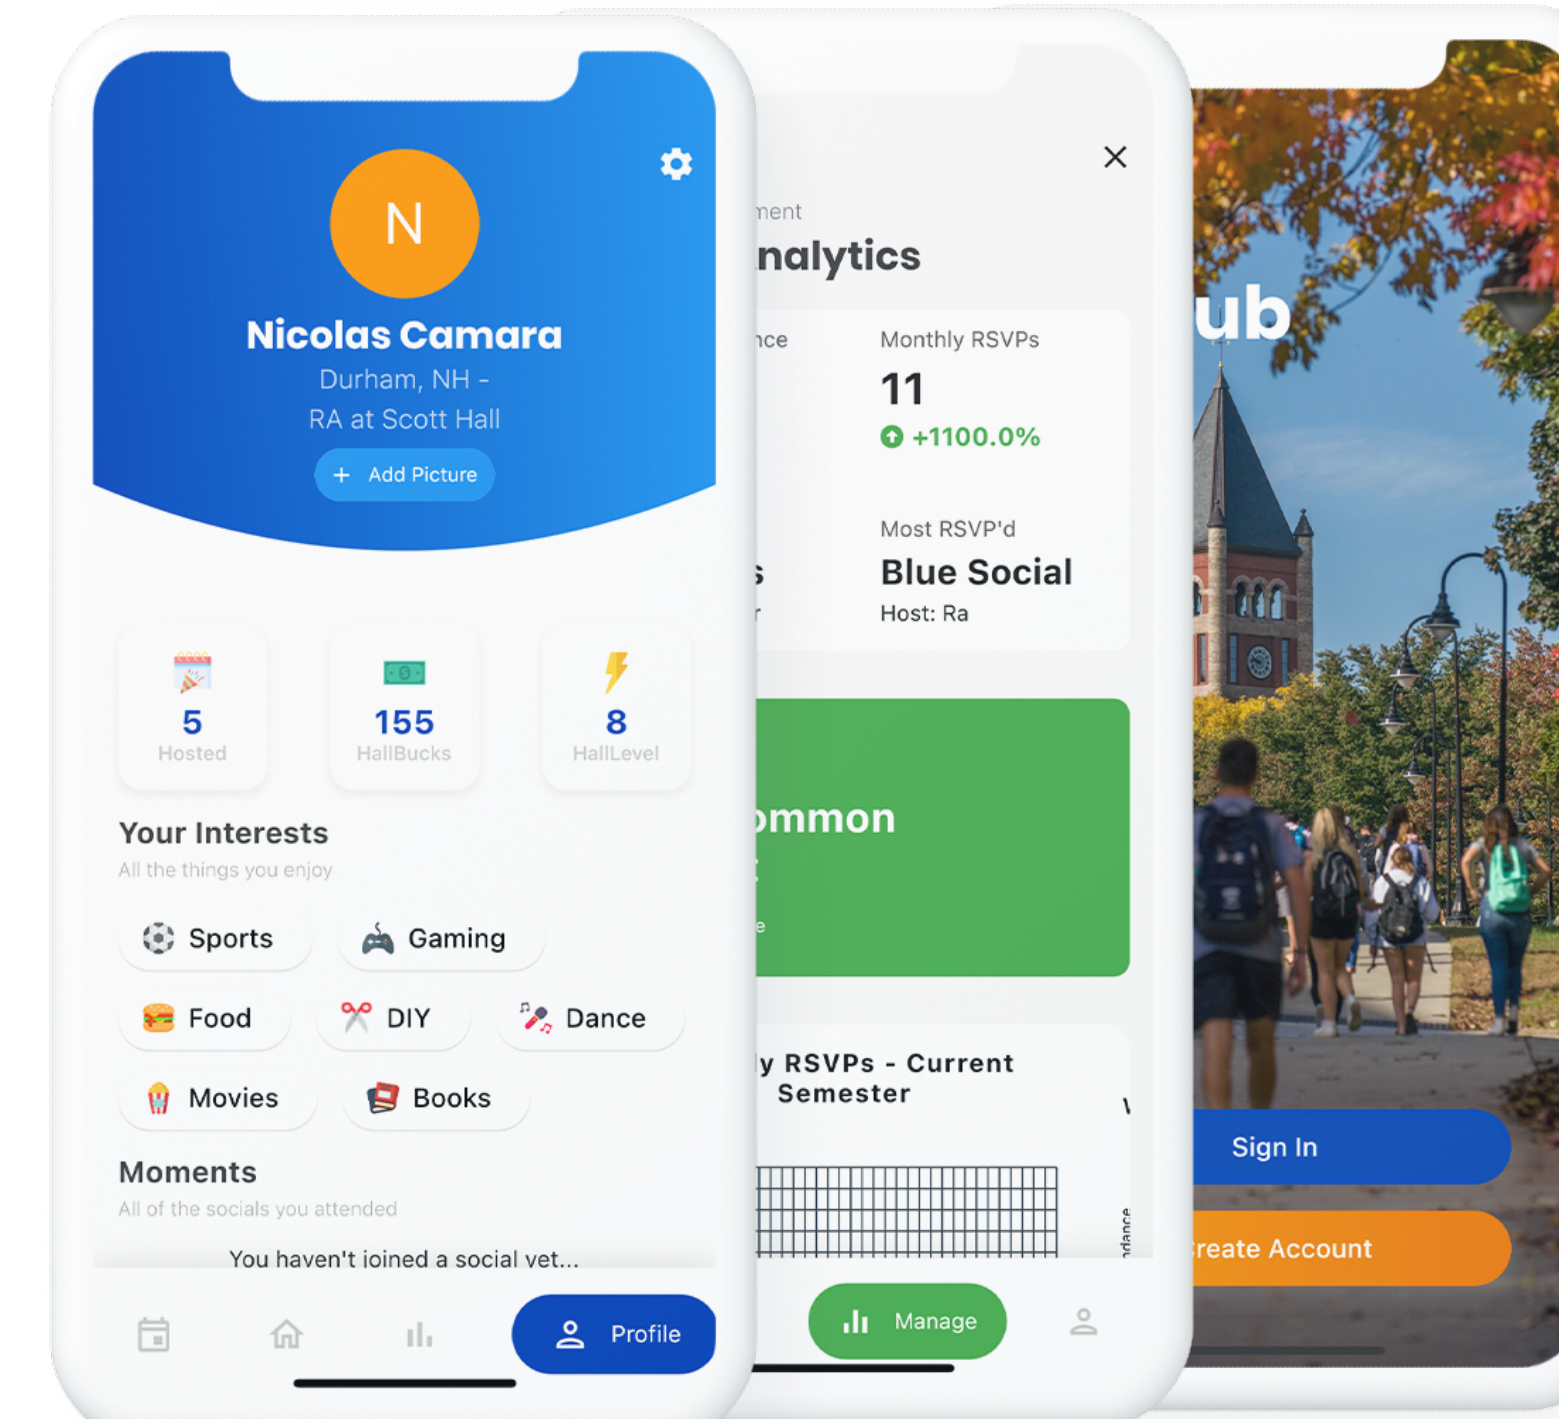 N
Nicolas Camara
Durham, NH -
RA at Scott Hall
+ Add Picture
5
Hosted
155
HallBucks
8
HallLevel
Your Interests
All the things you enjoy
Sports
Gaming
Food
DIY
Dance
Movies
Books
Moments
All of the socials you attended
You haven't joined a social yet...
Profile
ment
nalytics
nce
Monthly RSVPs
11
+1100.0%
s
r
Most RSVP'd
Blue Social
Host: Ra
ommon
e
ly RSVPs - Current
Semester
ndance
Manage
ub
Sign In
reate Account